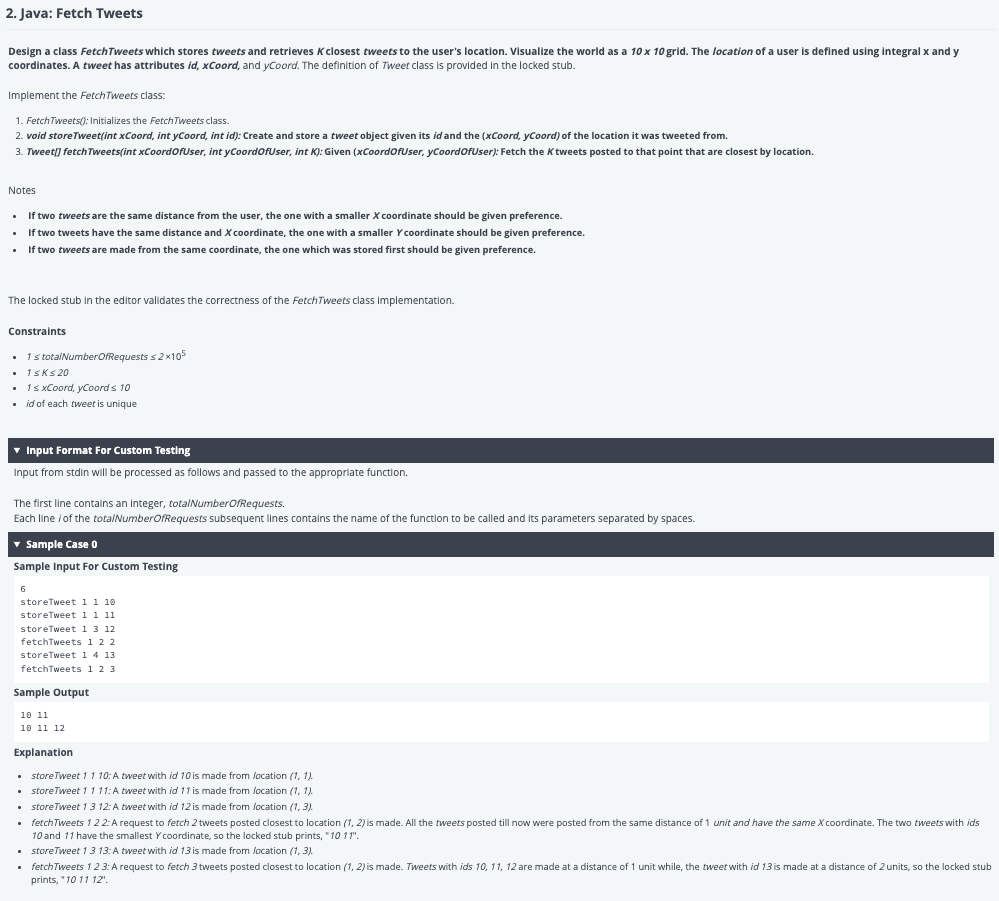 2. Java: Fetch Tweets
Design a class FetchTweets which stores tweets and retrieves K closest tweets to the user's location. Visualize the world as a 10 x 10 grid. The location of a user is defined using integral x and y
coordinates. A tweet has attributes id, xCoord, and yCoord. The definition of Tweet class is provided in the locked stub.
Implement the FetchTweets class:
1. FetchTweets(): Initializes the FetchTweets class.
2. void storeTweet(int xCoord, int yCoord, int id): Create and store a tweet object given its id and the (xCoord, yCoord) of the location it was tweeted from.
3. Tweet[] fetchTweets(int xCoordOfUser, int yCoordOfUser, int K): Given (xCoordOfUser, yCoordOfUser): Fetch the K tweets posted to that point that are closest by location.
Notes
• If two tweets are the same distance from the user, the one with a smaller X coordinate should be given preference.
• If two tweets have the same distance and X coordinate, the one with a smaller Y coordinate should be given preference.
• If two tweets are made from the same coordinate, the one which was stored first should be given preference.
The locked stub in the editor validates the correctness of the FetchTweets class implementation.
Constraints
• 1 ≤ totalNumberOfRequests ≤ 2 ×10⁵
• 1 ≤ K ≤ 20
• 1 ≤ xCoord, yCoord ≤ 10
• id of each tweet is unique
▼ Input Format For Custom Testing
Input from stdin will be processed as follows and passed to the appropriate function.
The first line contains an integer, totalNumberOfRequests.
Each line i of the totalNumberOfRequests subsequent lines contains the name of the function to be called and its parameters separated by spaces.
▼ Sample Case 0
Sample Input For Custom Testing
6
storeTweet 1 1 10
storeTweet 1 1 11
storeTweet 1 3 12
fetchTweets 1 2 2
storeTweet 1 4 13
fetchTweets 1 2 3
Sample Output
10 11
10 11 12
Explanation
• storeTweet 1 1 10: A tweet with id 10 is made from location (1, 1).
• storeTweet 1 1 11: A tweet with id 11 is made from location (1, 1).
• storeTweet 1 3 12: A tweet with id 12 is made from location (1, 3).
• fetchTweets 1 2 2: A request to fetch 2 tweets posted closest to location (1, 2) is made. All the tweets posted till now were posted from the same distance of 1 unit and have the same X coordinate. The two tweets with ids
10 and 11 have the smallest Y coordinate, so the locked stub prints, "10 11".
• storeTweet 1 3 13: A tweet with id 13 is made from location (1, 3).
• fetchTweets 1 2 3: A request to fetch 3 tweets posted closest to location (1, 2) is made. Tweets with ids 10, 11, 12 are made at a distance of 1 unit while, the tweet with id 13 is made at a distance of 2 units, so the locked stub
prints, "10 11 12".